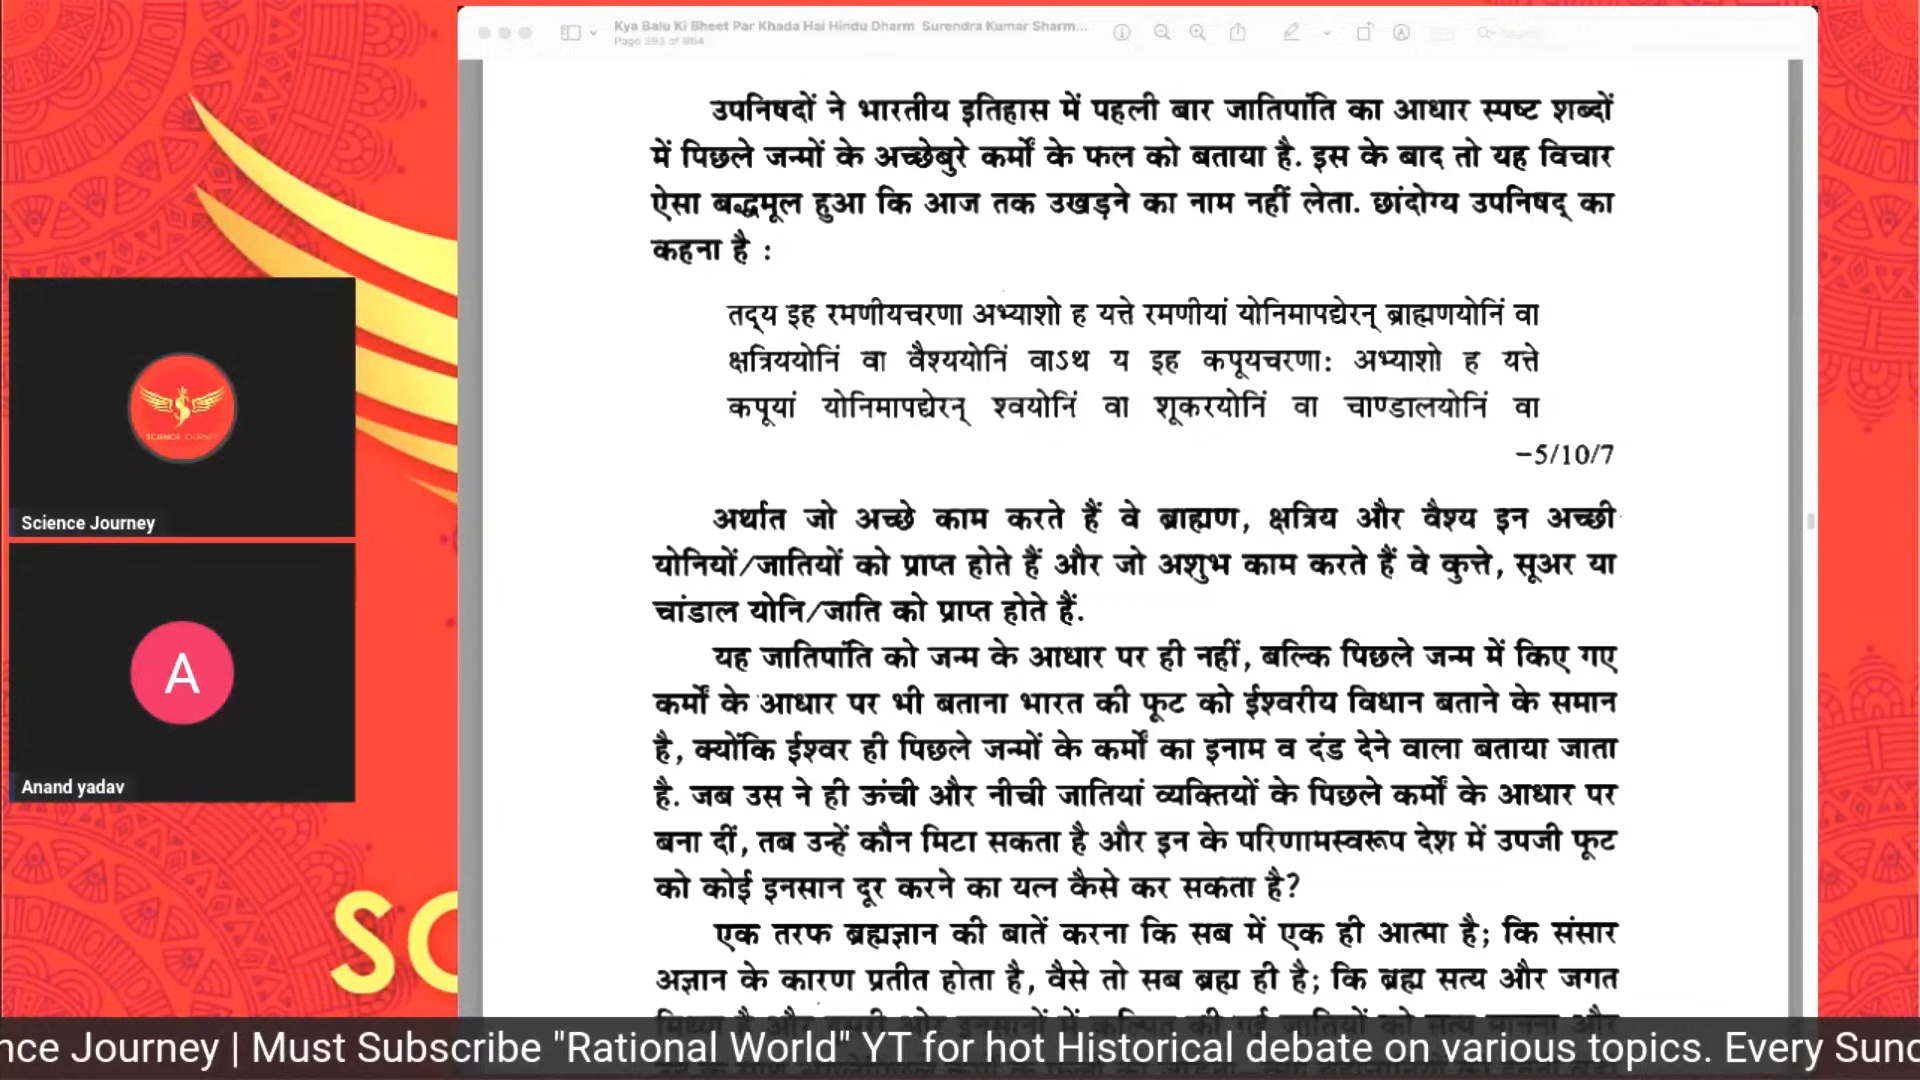 Kya Balu Ki Bheet Par Khada Hai Hindu Dharm Surendra Kumar Sharm...
Page 393 of 864
Search
उपनिषदों ने भारतीय इतिहास में पहली बार जातिपांति का आधार स्पष्ट शब्दों
में पिछले जन्मों के अच्छेबुरे कर्मों के फल को बताया है. इस के बाद तो यह विचार
ऐसा बद्धमूल हुआ कि आज तक उखड़ने का नाम नहीं लेता. छांदोग्य उपनिषद् का
कहना है :
तद्य इह रमणीयचरणा अभ्याशो ह यत्ते रमणीयां योनिमापद्येरन् ब्राह्मणयोनिं वा
क्षत्रिययोनिं वा वैश्ययोनिं वाऽथ य इह कपूयचरणा: अभ्याशो ह यत्ते
कपूयां योनिमापद्येरन् श्वयोनिं वा शूकरयोनिं वा चाण्डालयोनिं वा
–5/10/7
अर्थात जो अच्छे काम करते हैं वे ब्राह्मण, क्षत्रिय और वैश्य इन अच्छी
योनियों/जातियों को प्राप्त होते हैं और जो अशुभ काम करते हैं वे कुत्ते, सूअर या
चांडाल योनि/जाति को प्राप्त होते हैं.
यह जातिपांति को जन्म के आधार पर ही नहीं, बल्कि पिछले जन्म में किए गए
कर्मों के आधार पर भी बताना भारत की फूट को ईश्वरीय विधान बताने के समान
है, क्योंकि ईश्वर ही पिछले जन्मों के कर्मों का इनाम व दंड देने वाला बताया जाता
है. जब उस ने ही ऊंची और नीची जातियां व्यक्तियों के पिछले कर्मों के आधार पर
बना दीं, तब उन्हें कौन मिटा सकता है और इन के परिणामस्वरूप देश में उपजी फूट
को कोई इनसान दूर करने का यत्न कैसे कर सकता है?
एक तरफ ब्रह्मज्ञान की बातें करना कि सब में एक ही आत्मा है; कि संसार
अज्ञान के कारण प्रतीत होता है, वैसे तो सब ब्रह्म ही है; कि ब्रह्म सत्य और जगत
SCIENCE JOURNEY
Science Journey
A
Anand yadav
SC
nce Journey | Must Subscribe "Rational World" YT for hot Historical debate on various topics. Every Sund